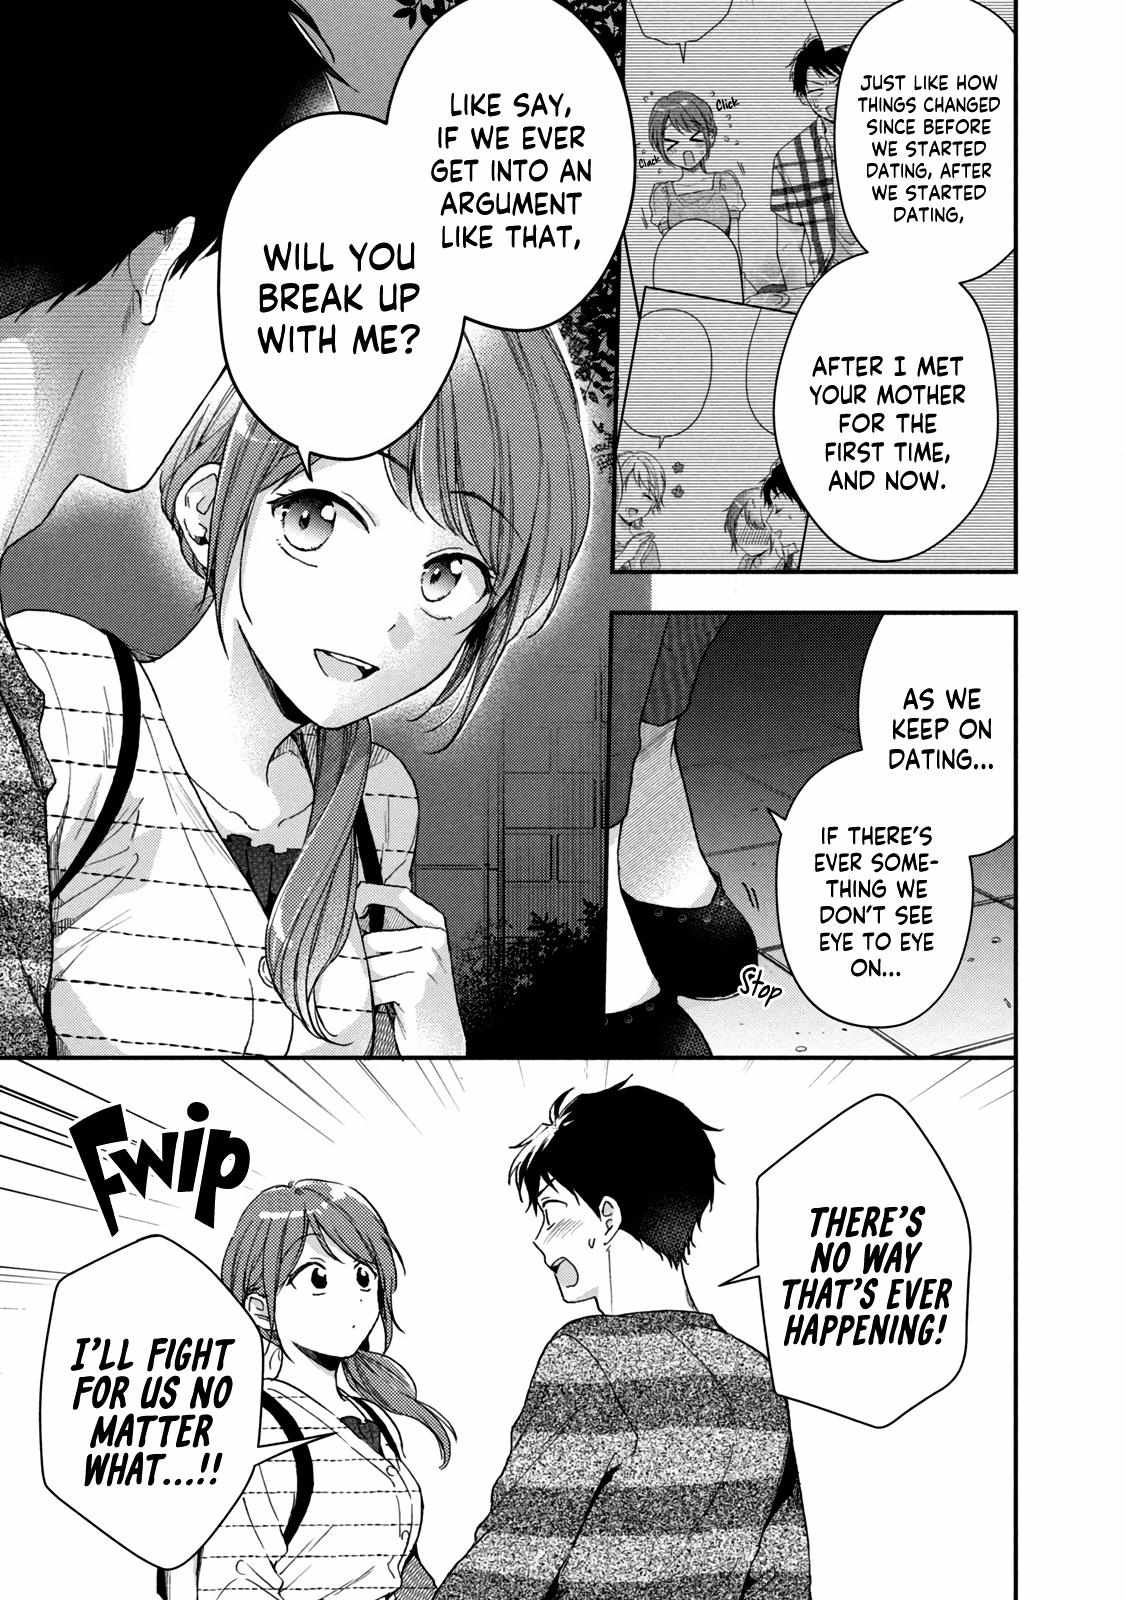 JUST LIKE HOW
THINGS CHANGED
SINCE BEFORE
WE STARTED
DATING, AFTER
WE STARTED
DATING,
Click
Clack
AFTER I MET
YOUR MOTHER
FOR THE
FIRST TIME,
AND NOW.
AS WE
KEEP ON
DATING...
IF THERE'S
EVER SOME-
THING WE
DON'T SEE
EYE TO EYE
ON...
Stop
LIKE SAY,
IF WE EVER
GET INTO AN
ARGUMENT
LIKE THAT,
WILL YOU
BREAK UP
WITH ME?
THERE'S
NO WAY
THAT'S EVER
HAPPENING!
Fwip
I'LL FIGHT
FOR US NO
MATTER
WHAT...!!